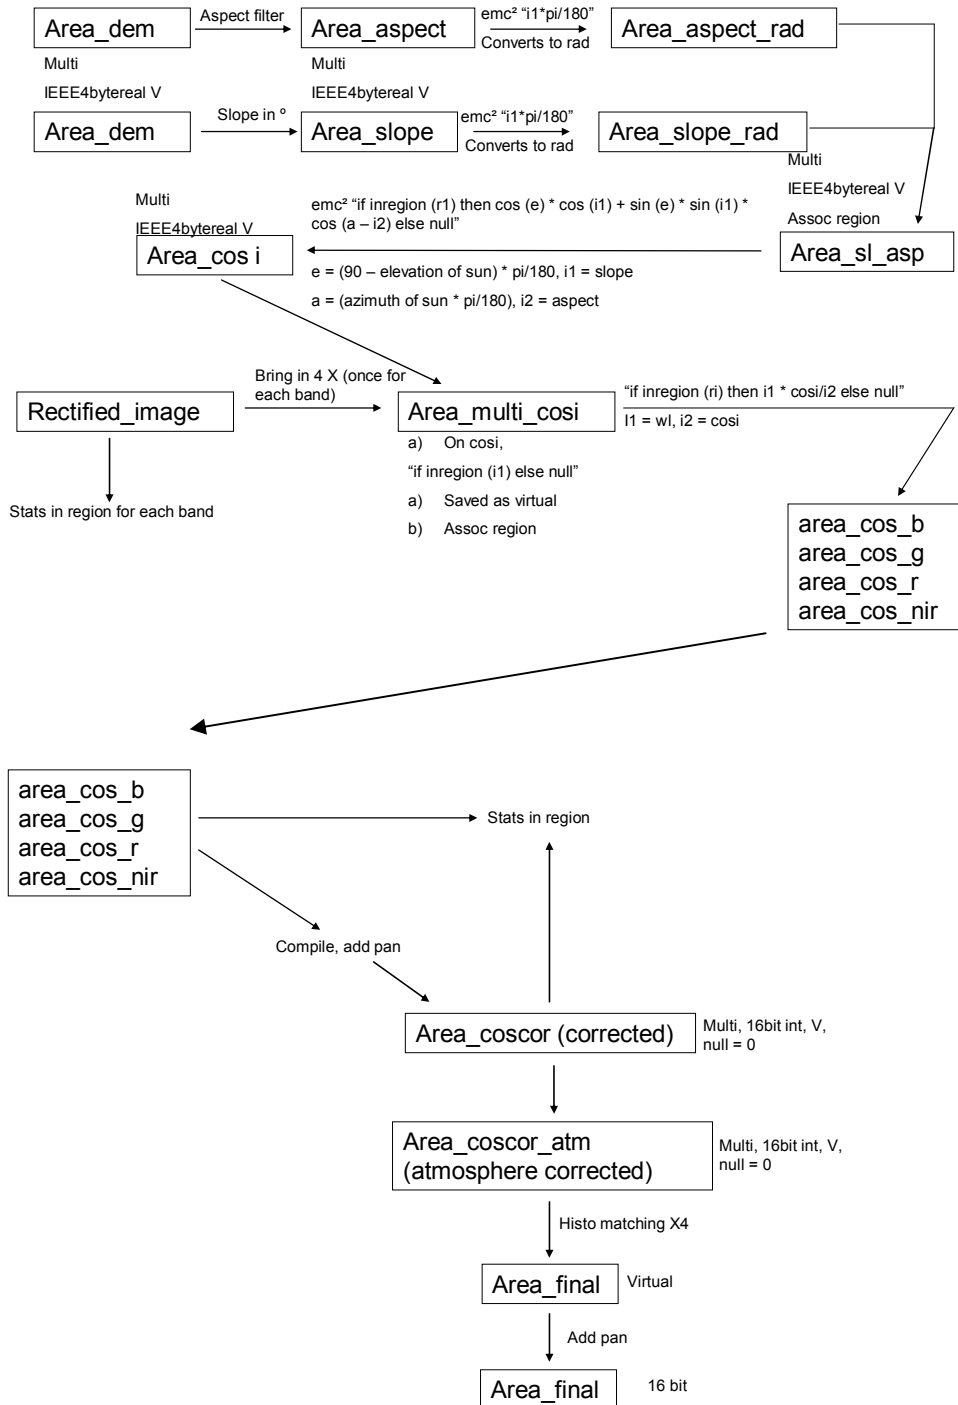 Area_dem
Aspect filter
Area_aspect
emc² “i1*pi/180”
Converts to rad
Area_aspect_rad
Multi
IEEE4bytereal V
Multi
IEEE4bytereal V
Area_dem
Slope in º
Area_slope
emc² “i1*pi/180”
Converts to rad
Area_slope_rad
Multi
IEEE4bytereal V
Assoc region
Area_sl_asp
emc² “if inregion (r1) then cos (e) * cos (i1) + sin (e) * sin (i1) *
cos (a – i2) else null”
e = (90 – elevation of sun) * pi/180, i1 = slope
a = (azimuth of sun * pi/180), i2 = aspect
Multi
IEEE4bytereal V
Area_cos i
Rectified_image
Bring in 4 X (once for
each band)
Area_multi_cosi
“if inregion (ri) then i1 * cosi/i2 else null”
I1 = wl, i2 = cosi
a) On cosi,
“if inregion (i1) else null”
a) Saved as virtual
b) Assoc region
Stats in region for each band
area_cos_b
area_cos_g
area_cos_r
area_cos_nir
area_cos_b
area_cos_g
area_cos_r
area_cos_nir
Stats in region
Compile, add pan
Area_coscor (corrected)
Multi, 16bit int, V,
null = 0
Area_coscor_atm
(atmosphere corrected)
Multi, 16bit int, V,
null = 0
Histo matching X4
Area_final
Virtual
Add pan
Area_final
16 bit